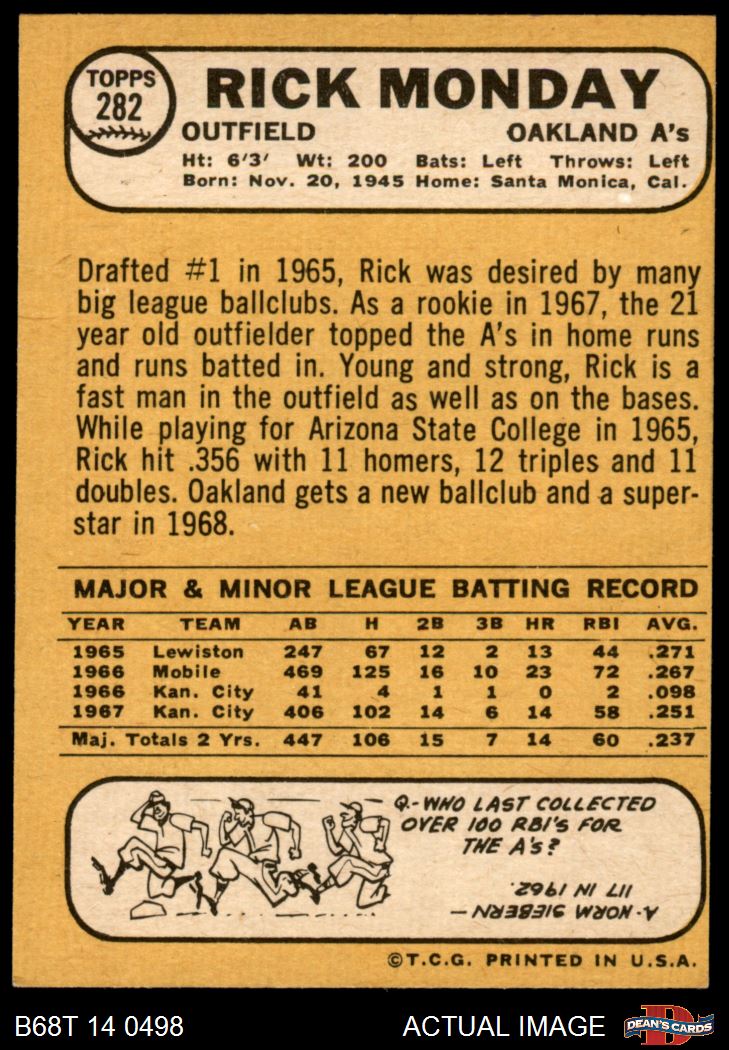 TOPPS
282
RICK MONDAY
OUTFIELD OAKLAND A's
Ht: 6'3' Wt: 200 Bats: Left Throws: Left
Born: Nov. 20, 1945 Home: Santa Monica, Cal.
Drafted #1 in 1965, Rick was desired by many
big league ballclubs. As a rookie in 1967, the 21
year old outfielder topped the A's in home runs
and runs batted in. Young and strong, Rick is a
fast man in the outfield as well as on the bases.
While playing for Arizona State College in 1965,
Rick hit .356 with 11 homers, 12 triples and 11
doubles. Oakland gets a new ballclub and a super-
star in 1968.
MAJOR & MINOR LEAGUE BATTING RECORD
YEAR TEAM AB H 2B 3B HR RBI AVG.
1965 Lewiston 247 67 12 2 13 44 .271
1966 Mobile 469 125 16 10 23 72 .267
1966 Kan. City 41 4 1 1 0 2 .098
1967 Kan. City 406 102 14 6 14 58 .251
Maj. Totals 2 Yrs. 447 106 15 7 14 60 .237
Q.-WHO LAST COLLECTED
OVER 100 RBI'S FOR
THE A's?
A-NORM SIEBERN —
117 IN 1962.
©T.C.G. PRINTED IN U.S.A.
B68T 14 0498 ACTUAL IMAGE
D
DEAN'S CARDS